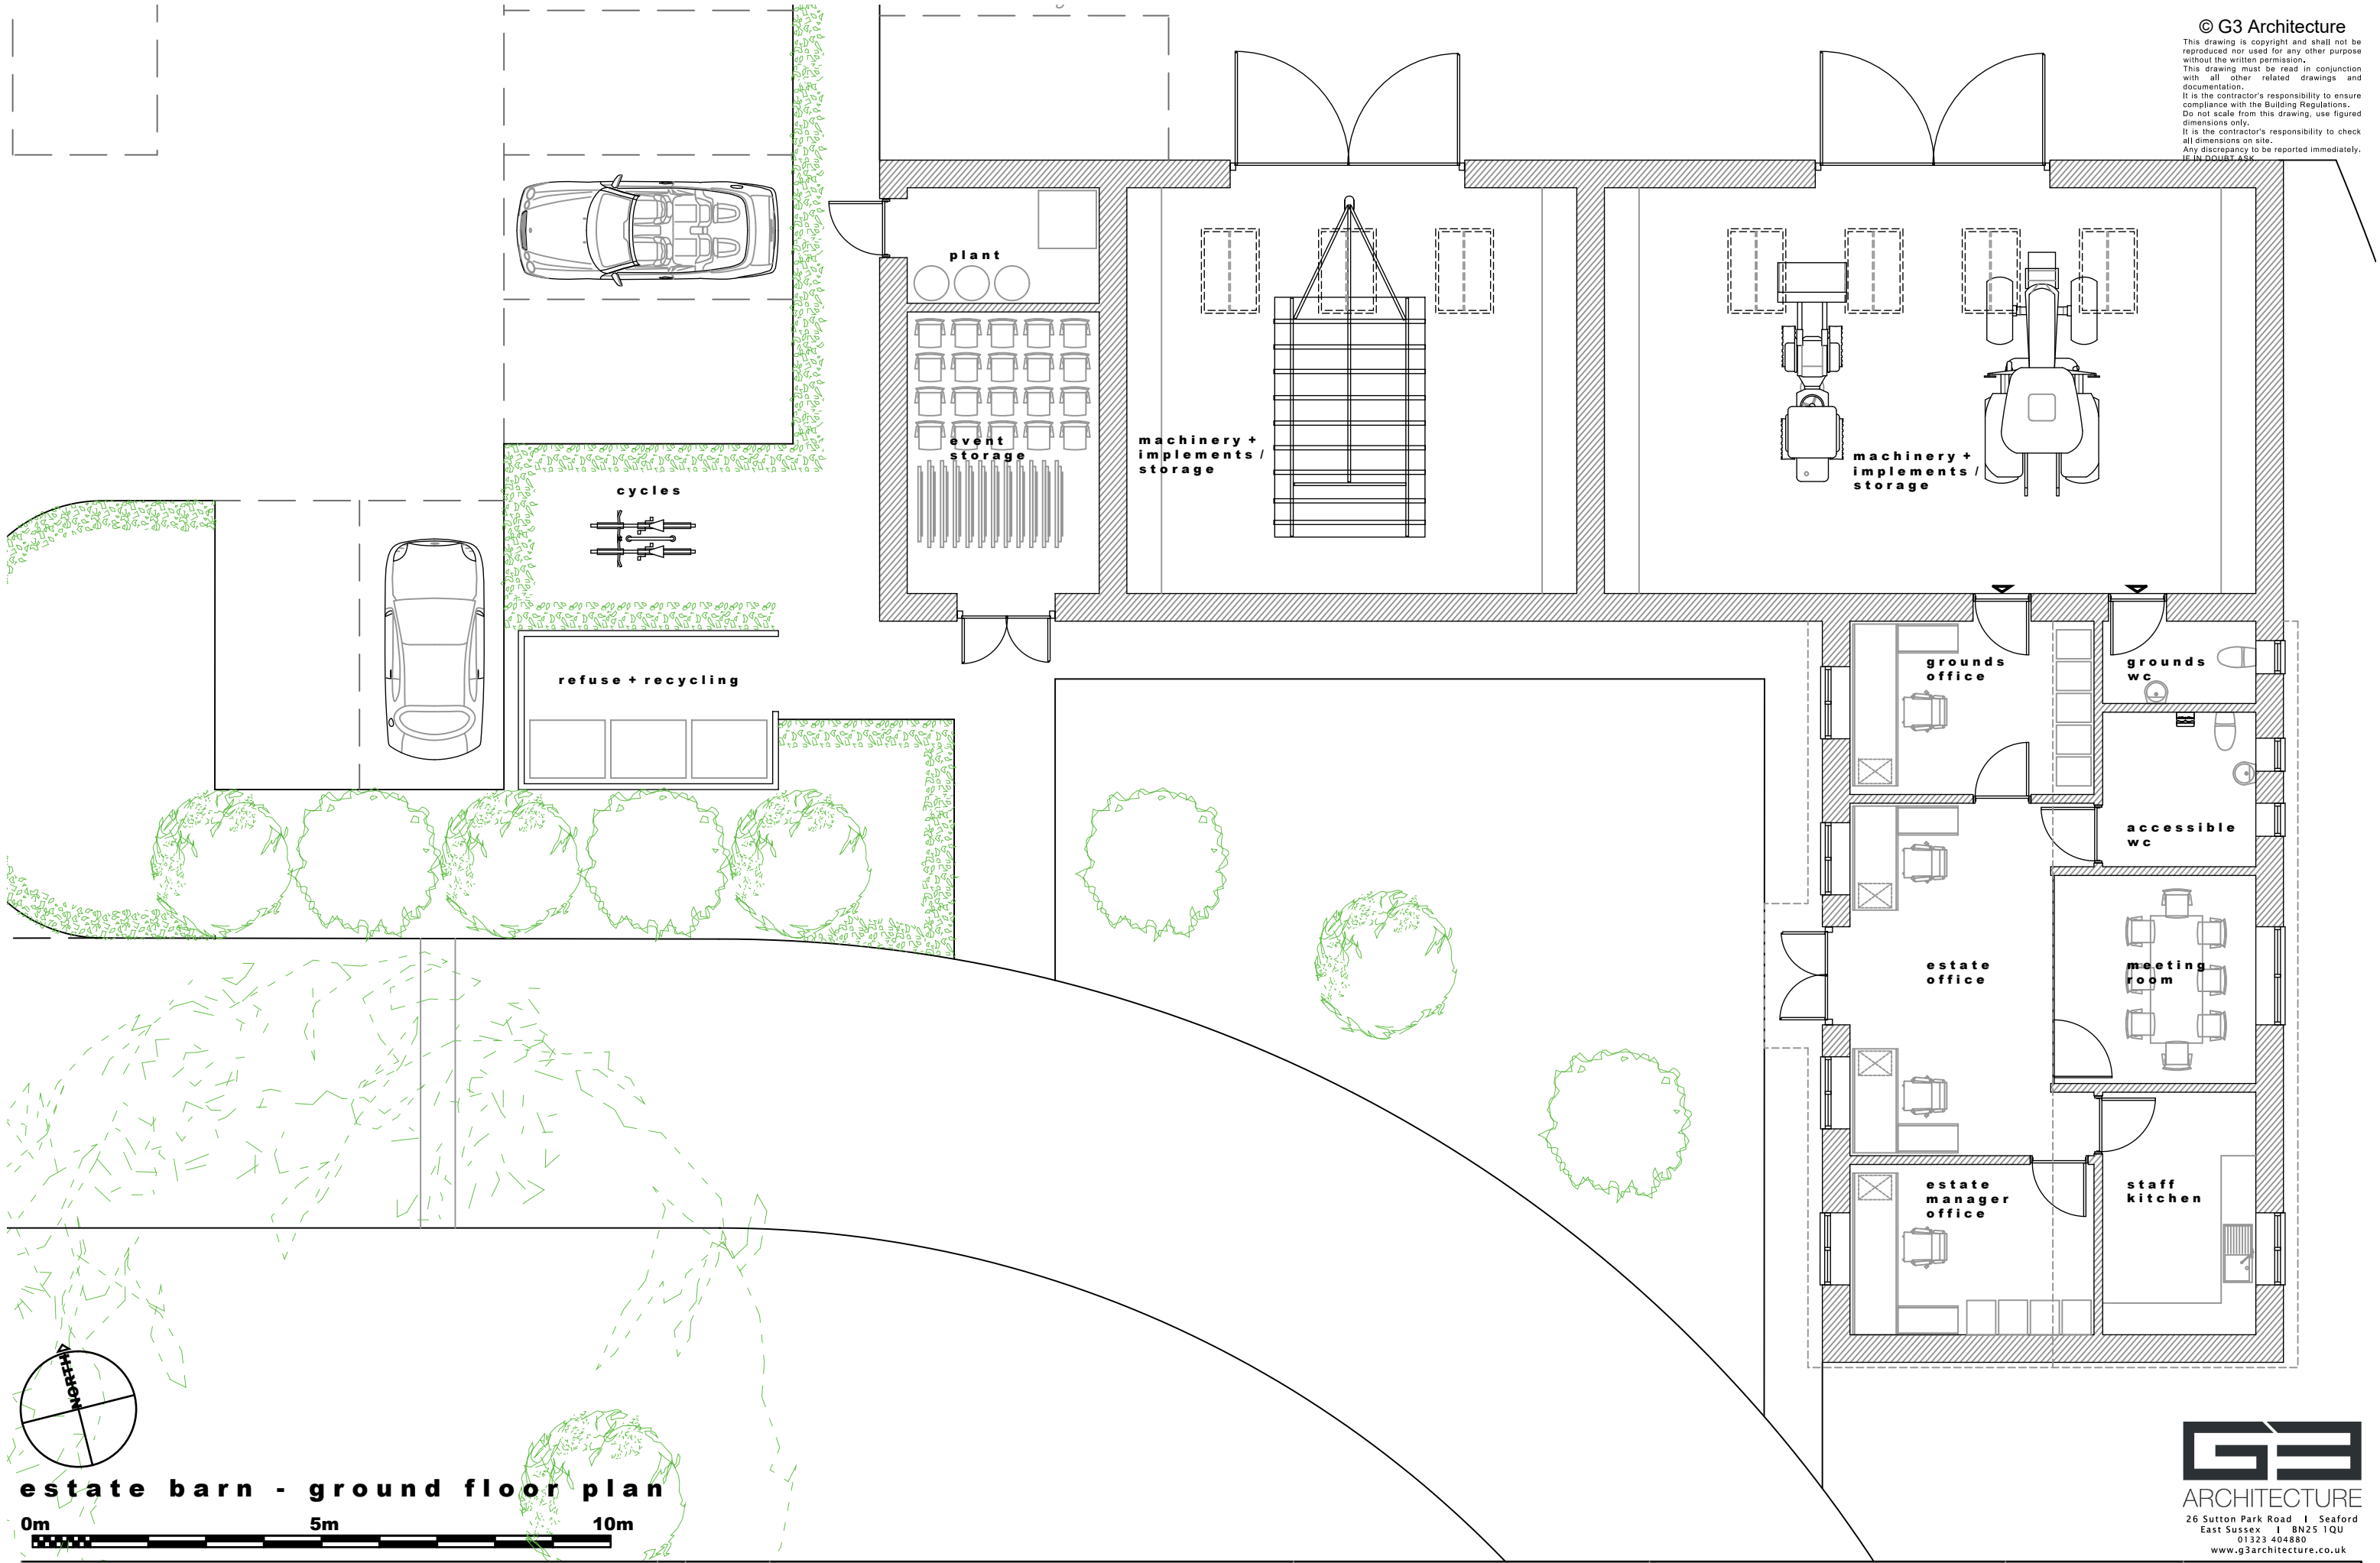 © G3 Architecture
This drawing is copyright and shall not be
reproduced nor used for any other purpose
without the written permission.
This drawing must be read in conjunction
with all other related drawings and
documentation.
It is the contractor's responsibility to ensure
compliance with the Building Regulations.
Do not scale from this drawing, use figured
dimensions only.
It is the contractor's responsibility to check
all dimensions on site.
Any discrepancy to be reported immediately.
IF IN DOUBT ASK.
plant
event
storage
machinery +
implements /
storage
machinery +
implements /
storage
cycles
refuse + recycling
grounds
office
grounds
wc
accessible
wc
estate
office
meeting
room
estate
manager
office
staff
kitchen
NORTH
estate barn - ground floor plan
0m
5m
10m
G3
ARCHITECTURE
26 Sutton Park Road I Seaford
East Sussex I BN25 1QU
01323 404880
www.g3architecture.co.uk